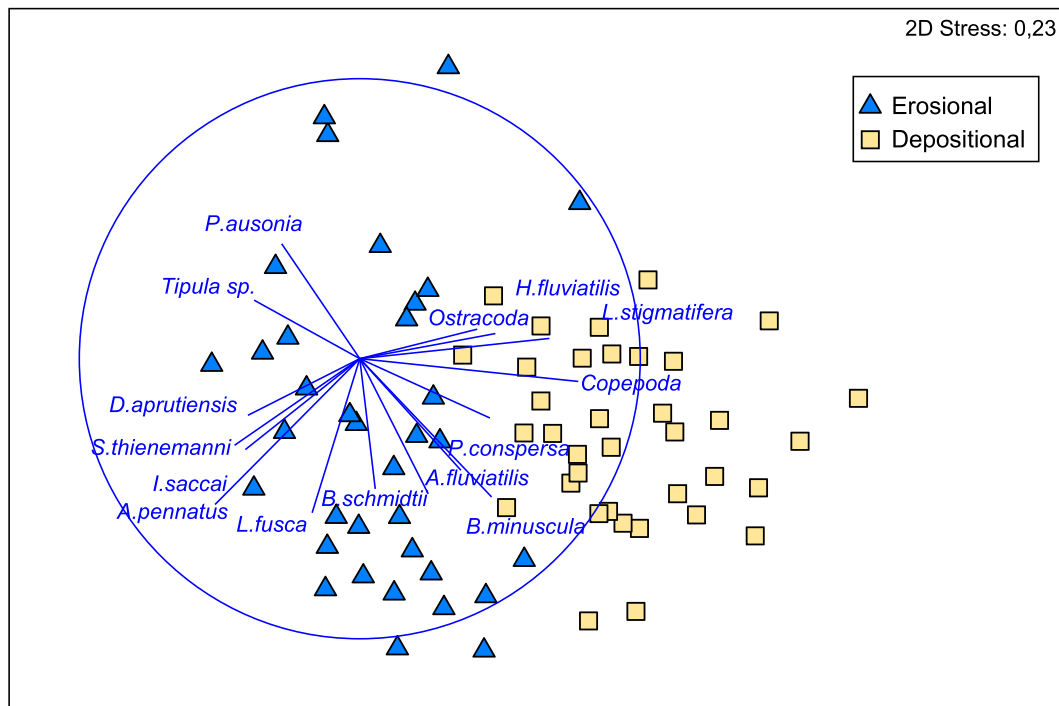 2D Stress: 0,23
Erosional
Depositional
P.ausonia
Tipula sp.
H.fluviatilis
Ostracoda
L.stigmatifera
Copepoda
D.aprutiensis
S.thienemanni
P.conspersa
I.saccai
A.fluviatilis
A.pennatus
B.schmidtii
L.fusca
B.minuscula